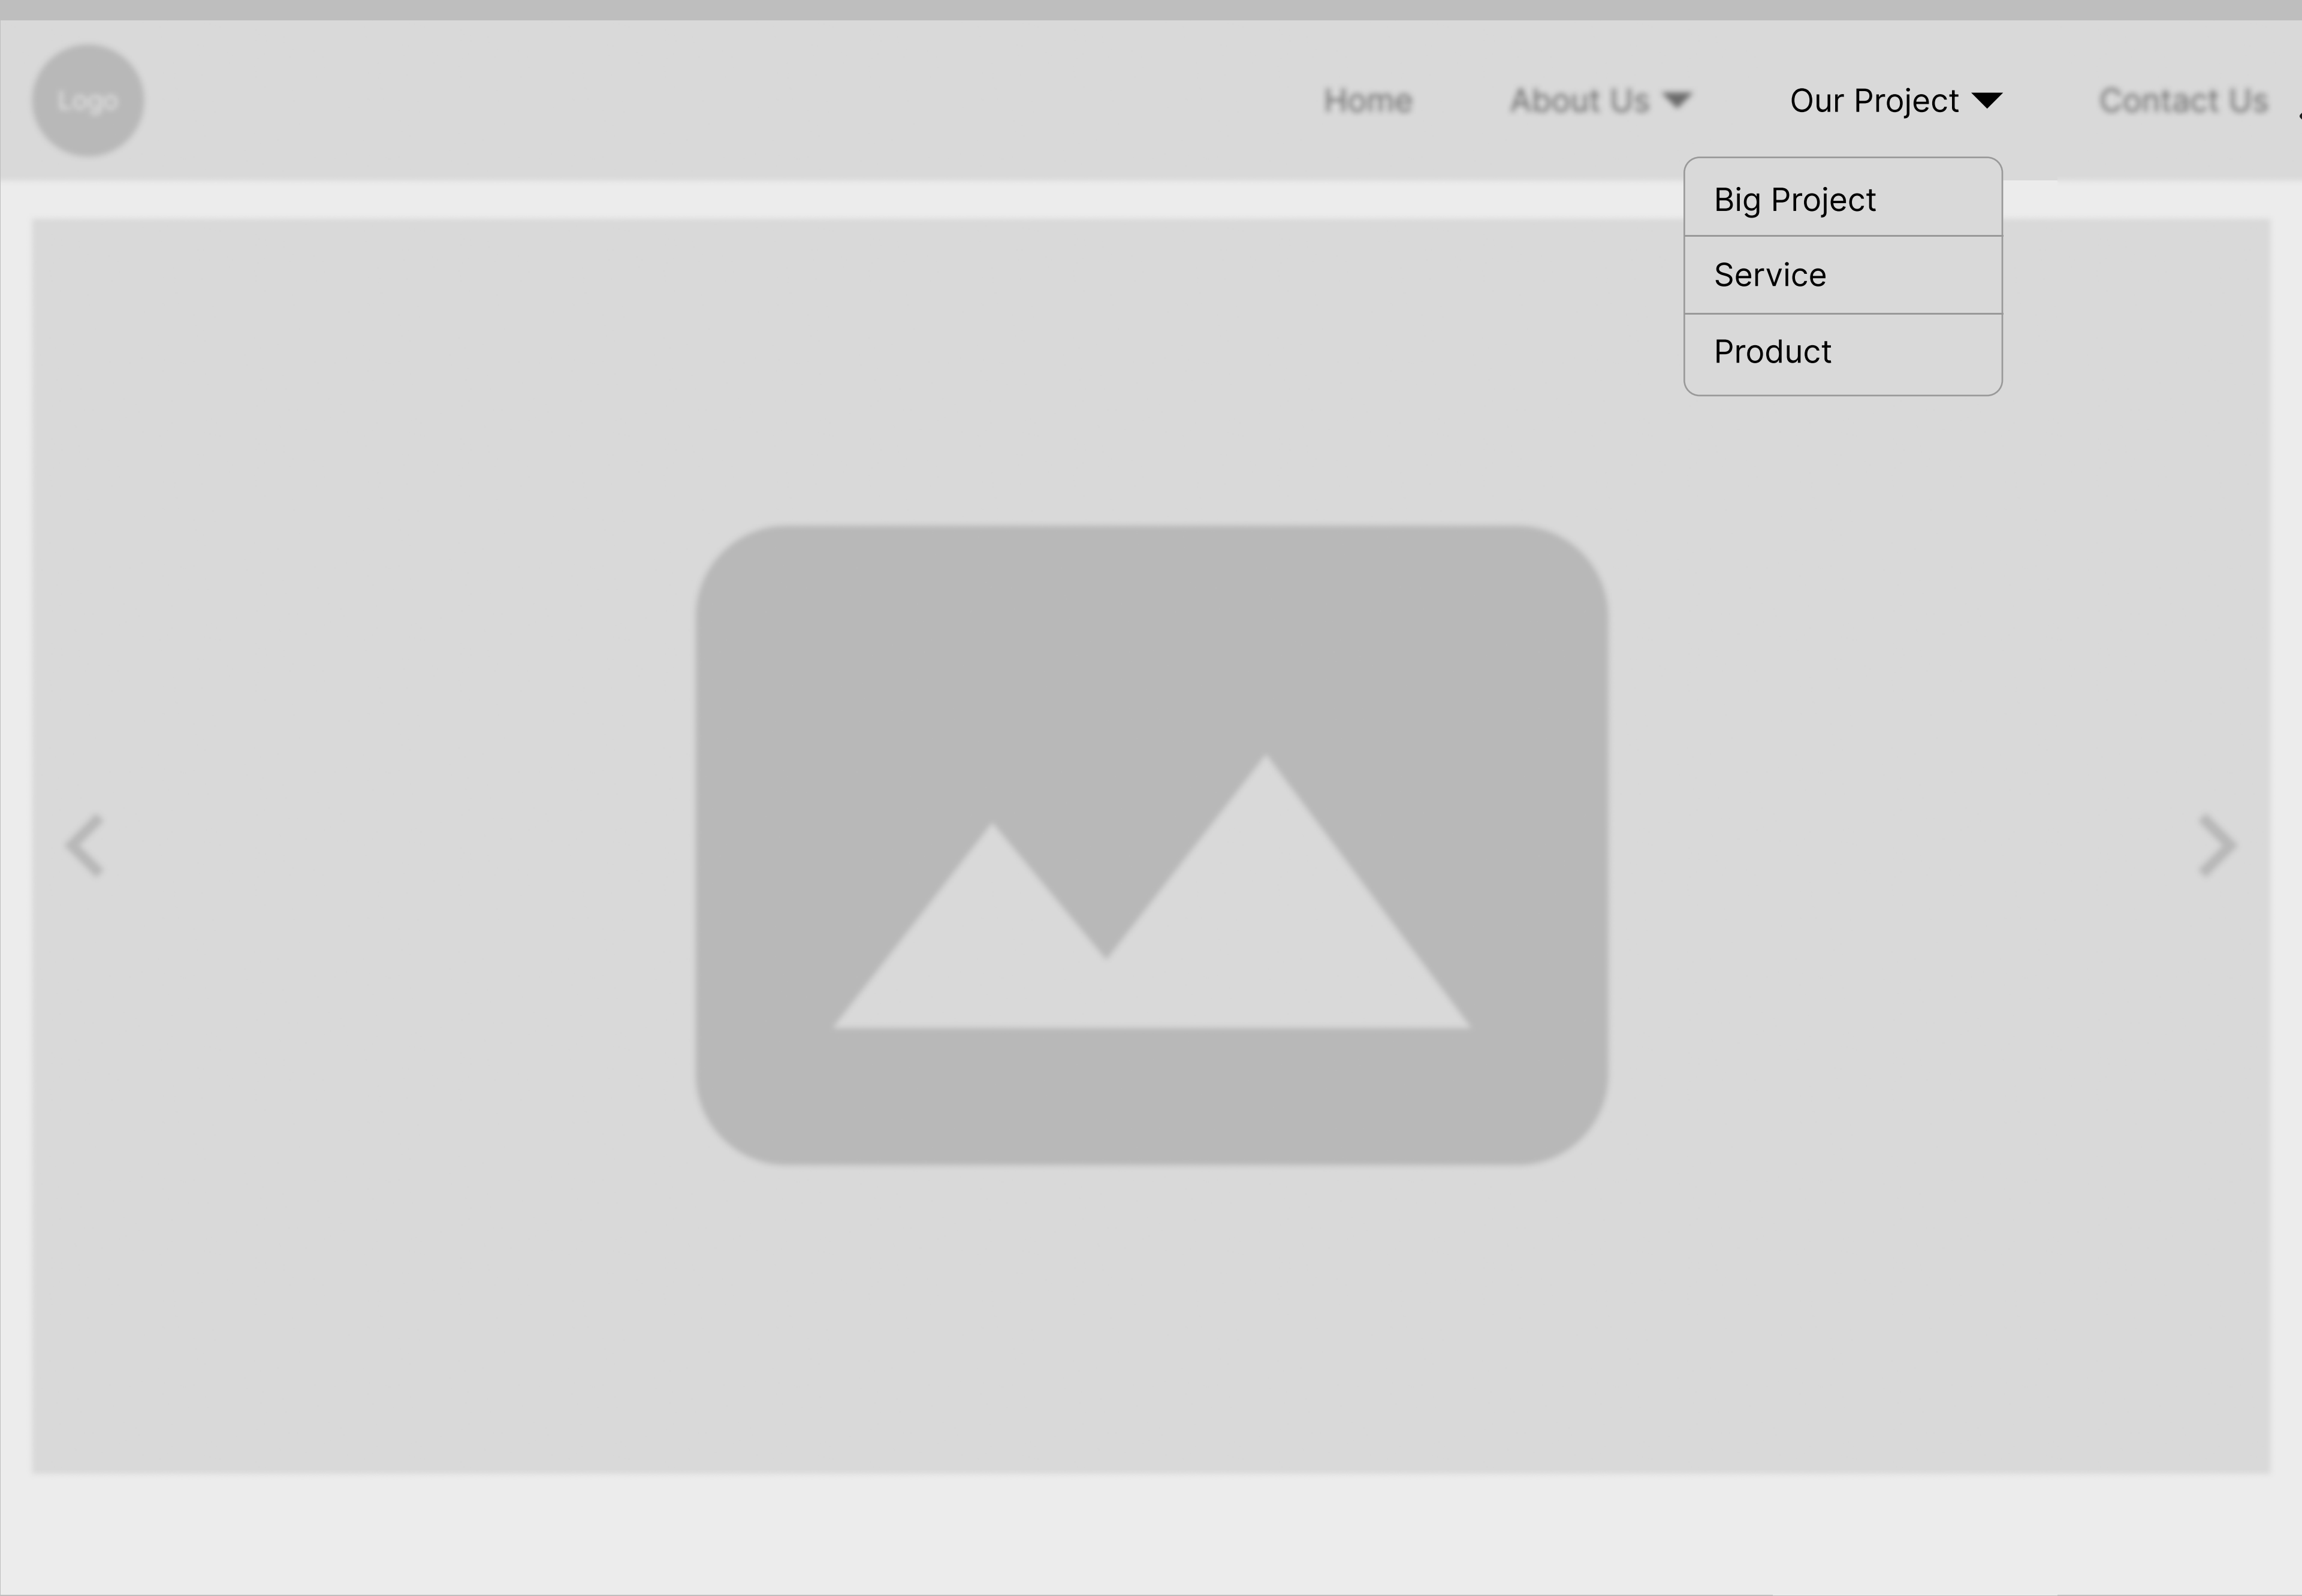 Logo
Home
About Us
Our Project
Contact Us
Big Project
Service
Product